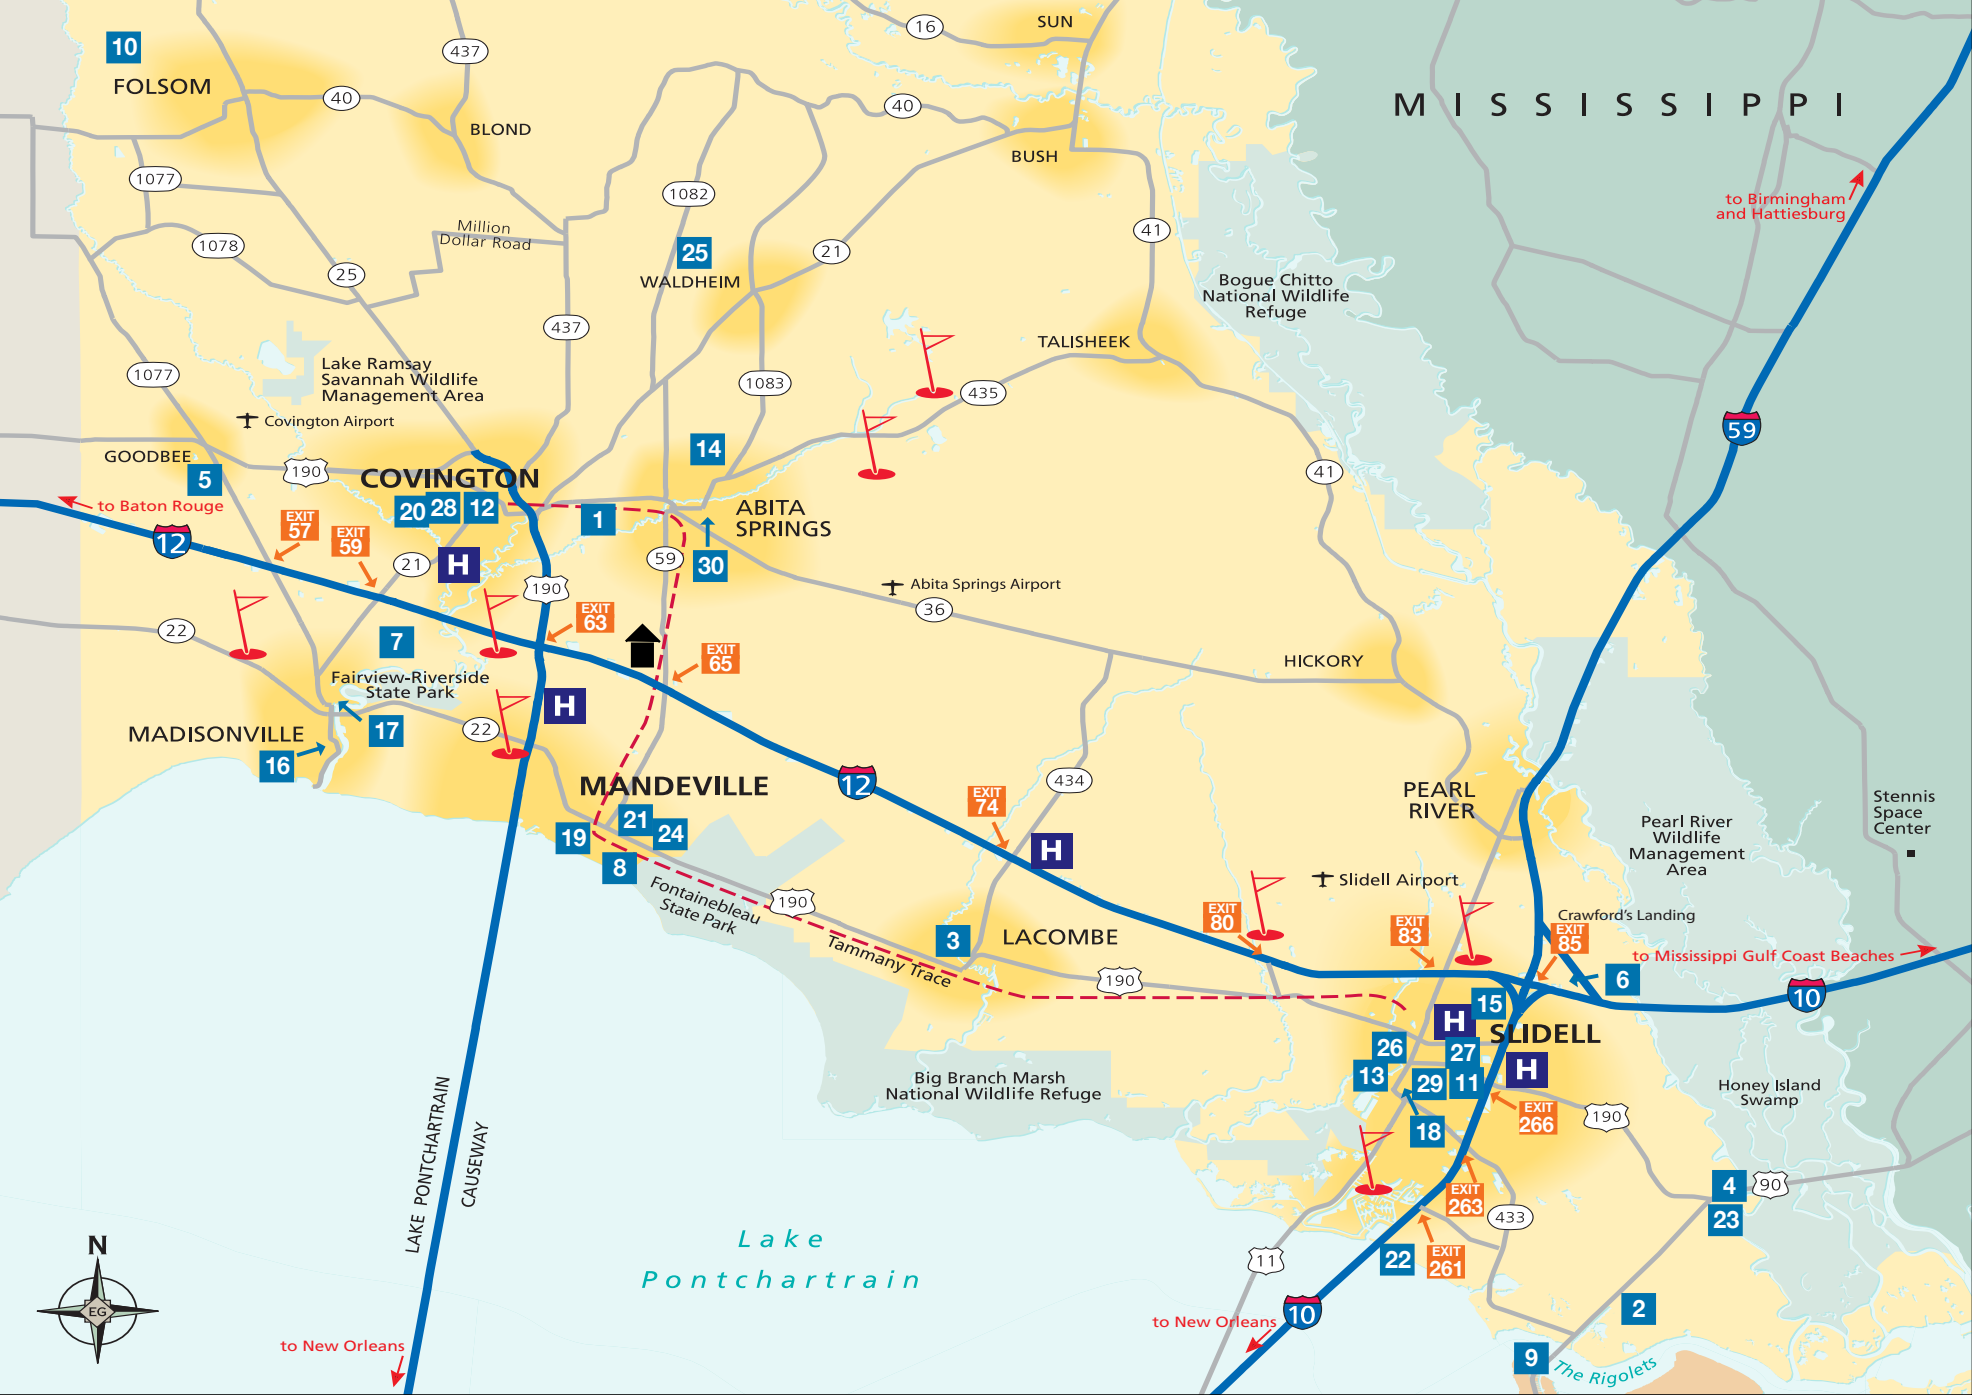 SUN
16
10
437
FOLSOM
40
40
BLOND
MISSISSIPPI
BUSH
1077
1082
to Birmingham
and Hattiesburg
Million
Dollar Road
1078
25
21
41
25
WALDHEIM
Bogue Chitto
National Wildlife
Refuge
437
TALISHEEK
Lake Ramsay
Savannah Wildlife
Management Area
1077
1083
435
Covington Airport
59
GOODBEE
14
5
190
COVINGTON
41
to Baton Rouge
20
28
12
1
ABITA
SPRINGS
EXIT
57
EXIT
59
12
21
H
59
30
190
Abita Springs Airport
36
EXIT
63
22
7
EXIT
65
HICKORY
Fairview-Riverside
State Park
H
MADISONVILLE
17
22
16
MANDEVILLE
12
434
EXIT
74
PEARL
RIVER
Stennis
Space
Center
Pearl River
Wildlife
Management
Area
21
24
19
8
H
Fontainebleau
State Park
190
Slidell Airport
EXIT
80
EXIT
83
Crawford's Landing
EXIT
85
3
LACOMBE
Tammany Trace
190
to Mississippi Gulf Coast Beaches
6
10
15
H
SLIDELL
26
27
13
29
11
H
Big Branch Marsh
National Wildlife Refuge
Honey Island
Swamp
EXIT
266
190
18
LAKE PONTCHARTRAIN
CAUSEWAY
4
90
EXIT
263
433
23
Lake
Pontchartrain
N
EG
11
22
EXIT
261
10
2
to New Orleans
to New Orleans
9
The Rigolets